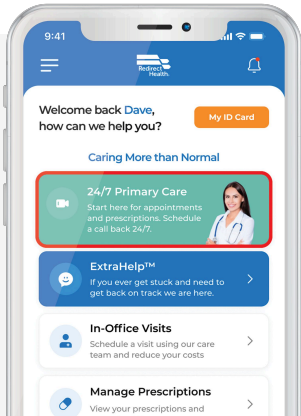 9:41
Redirect
Health.
Welcome back Dave,
how can we help you?
My ID Card
Caring More than Normal
24/7 Primary Care
Start here for appointments
and prescriptions. Schedule
a call back 24/7.
ExtraHelp™
If you ever get stuck and need to
get back on track we are here.
In-Office Visits
Schedule a visit using our care
team and reduce your costs
Manage Prescriptions
View your prescriptions and